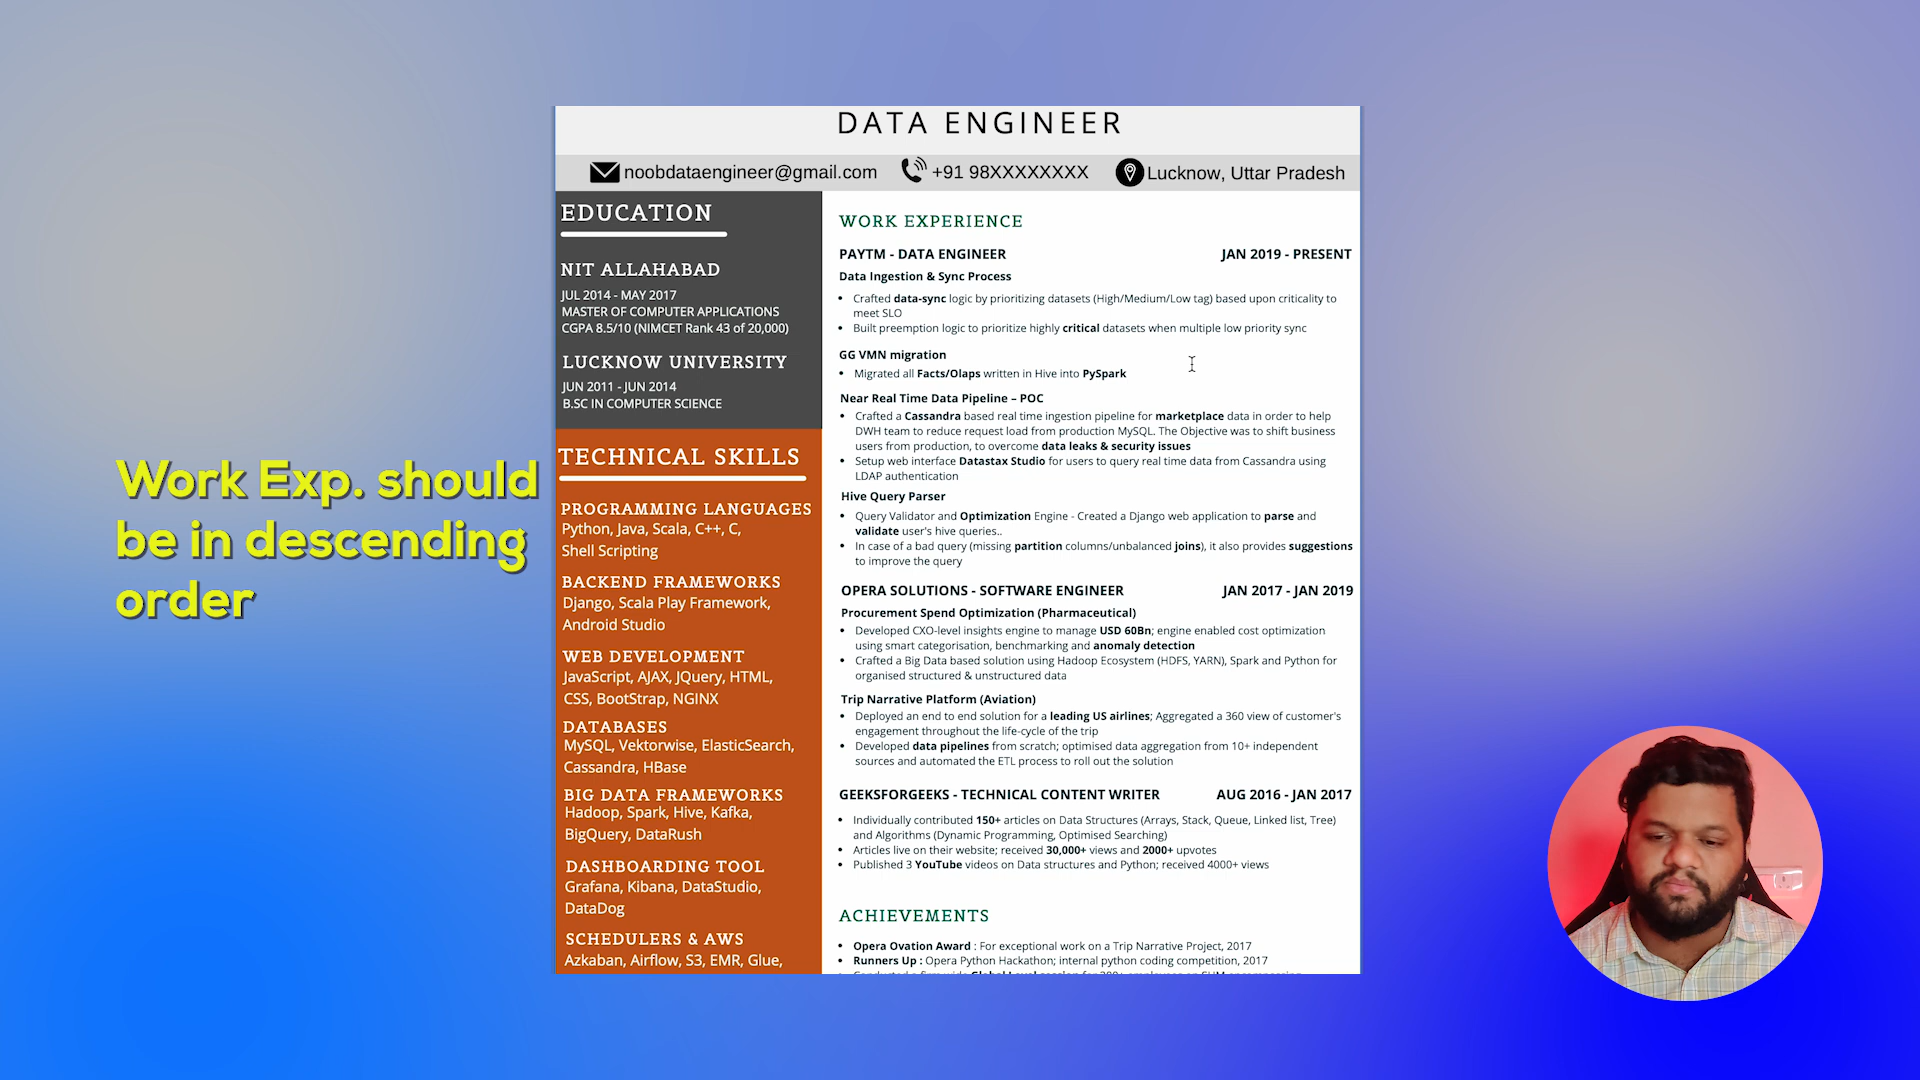 Work Exp. should
be in descending
order
DATA ENGINEER
noobdataengineer@gmail.com +91 98XXXXXXXX Lucknow, Uttar Pradesh
EDUCATION
NIT ALLAHABAD
JUL 2014 - MAY 2017
MASTER OF COMPUTER APPLICATIONS
CGPA 8.5/10 (NIMCET Rank 43 of 20,000)
LUCKNOW UNIVERSITY
JUN 2011 - JUN 2014
B.SC IN COMPUTER SCIENCE
TECHNICAL SKILLS
PROGRAMMING LANGUAGES
Python, Java, Scala, C++, C,
Shell Scripting
BACKEND FRAMEWORKS
Django, Scala Play Framework,
Android Studio
WEB DEVELOPMENT
JavaScript, AJAX, JQuery, HTML,
CSS, BootStrap, NGINX
DATABASES
MySQL, Vektorwise, ElasticSearch,
Cassandra, HBase
BIG DATA FRAMEWORKS
Hadoop, Spark, Hive, Kafka,
BigQuery, DataRush
DASHBOARDING TOOL
Grafana, Kibana, DataStudio,
DataDog
SCHEDULERS & AWS
Azkaban, Airflow, S3, EMR, Glue,
WORK EXPERIENCE
PAYTM - DATA ENGINEER JAN 2019 - PRESENT
Data Ingestion & Sync Process
• Crafted data-sync logic by prioritizing datasets (High/Medium/Low tag) based upon criticality to
meet SLO
• Built preemption logic to prioritize highly critical datasets when multiple low priority sync
GG VMN migration
• Migrated all Facts/Olaps written in Hive into PySpark
Near Real Time Data Pipeline – POC
• Crafted a Cassandra based real time ingestion pipeline for marketplace data in order to help
DWH team to reduce request load from production MySQL. The Objective was to shift business
users from production, to overcome data leaks & security issues
• Setup web interface Datastax Studio for users to query real time data from Cassandra using
LDAP authentication
Hive Query Parser
• Query Validator and Optimization Engine - Created a Django web application to parse and
validate user's hive queries..
• In case of a bad query (missing partition columns/unbalanced joins), it also provides suggestions
to improve the query
OPERA SOLUTIONS - SOFTWARE ENGINEER JAN 2017 - JAN 2019
Procurement Spend Optimization (Pharmaceutical)
• Developed CXO-level insights engine to manage USD 60Bn; engine enabled cost optimization
using smart categorisation, benchmarking and anomaly detection
• Crafted a Big Data based solution using Hadoop Ecosystem (HDFS, YARN), Spark and Python for
organised structured & unstructured data
Trip Narrative Platform (Aviation)
• Deployed an end to end solution for a leading US airlines; Aggregated a 360 view of customer's
engagement throughout the life-cycle of the trip
• Developed data pipelines from scratch; optimised data aggregation from 10+ independent
sources and automated the ETL process to roll out the solution
GEEKSFORGEEKS - TECHNICAL CONTENT WRITER AUG 2016 - JAN 2017
• Individually contributed 150+ articles on Data Structures (Arrays, Stack, Queue, Linked list, Tree)
and Algorithms (Dynamic Programming, Optimised Searching)
• Articles live on their website; received 30,000+ views and 2000+ upvotes
• Published 3 YouTube videos on Data structures and Python; received 4000+ views
ACHIEVEMENTS
• Opera Ovation Award : For exceptional work on a Trip Narrative Project, 2017
• Runners Up : Opera Python Hackathon; internal python coding competition, 2017